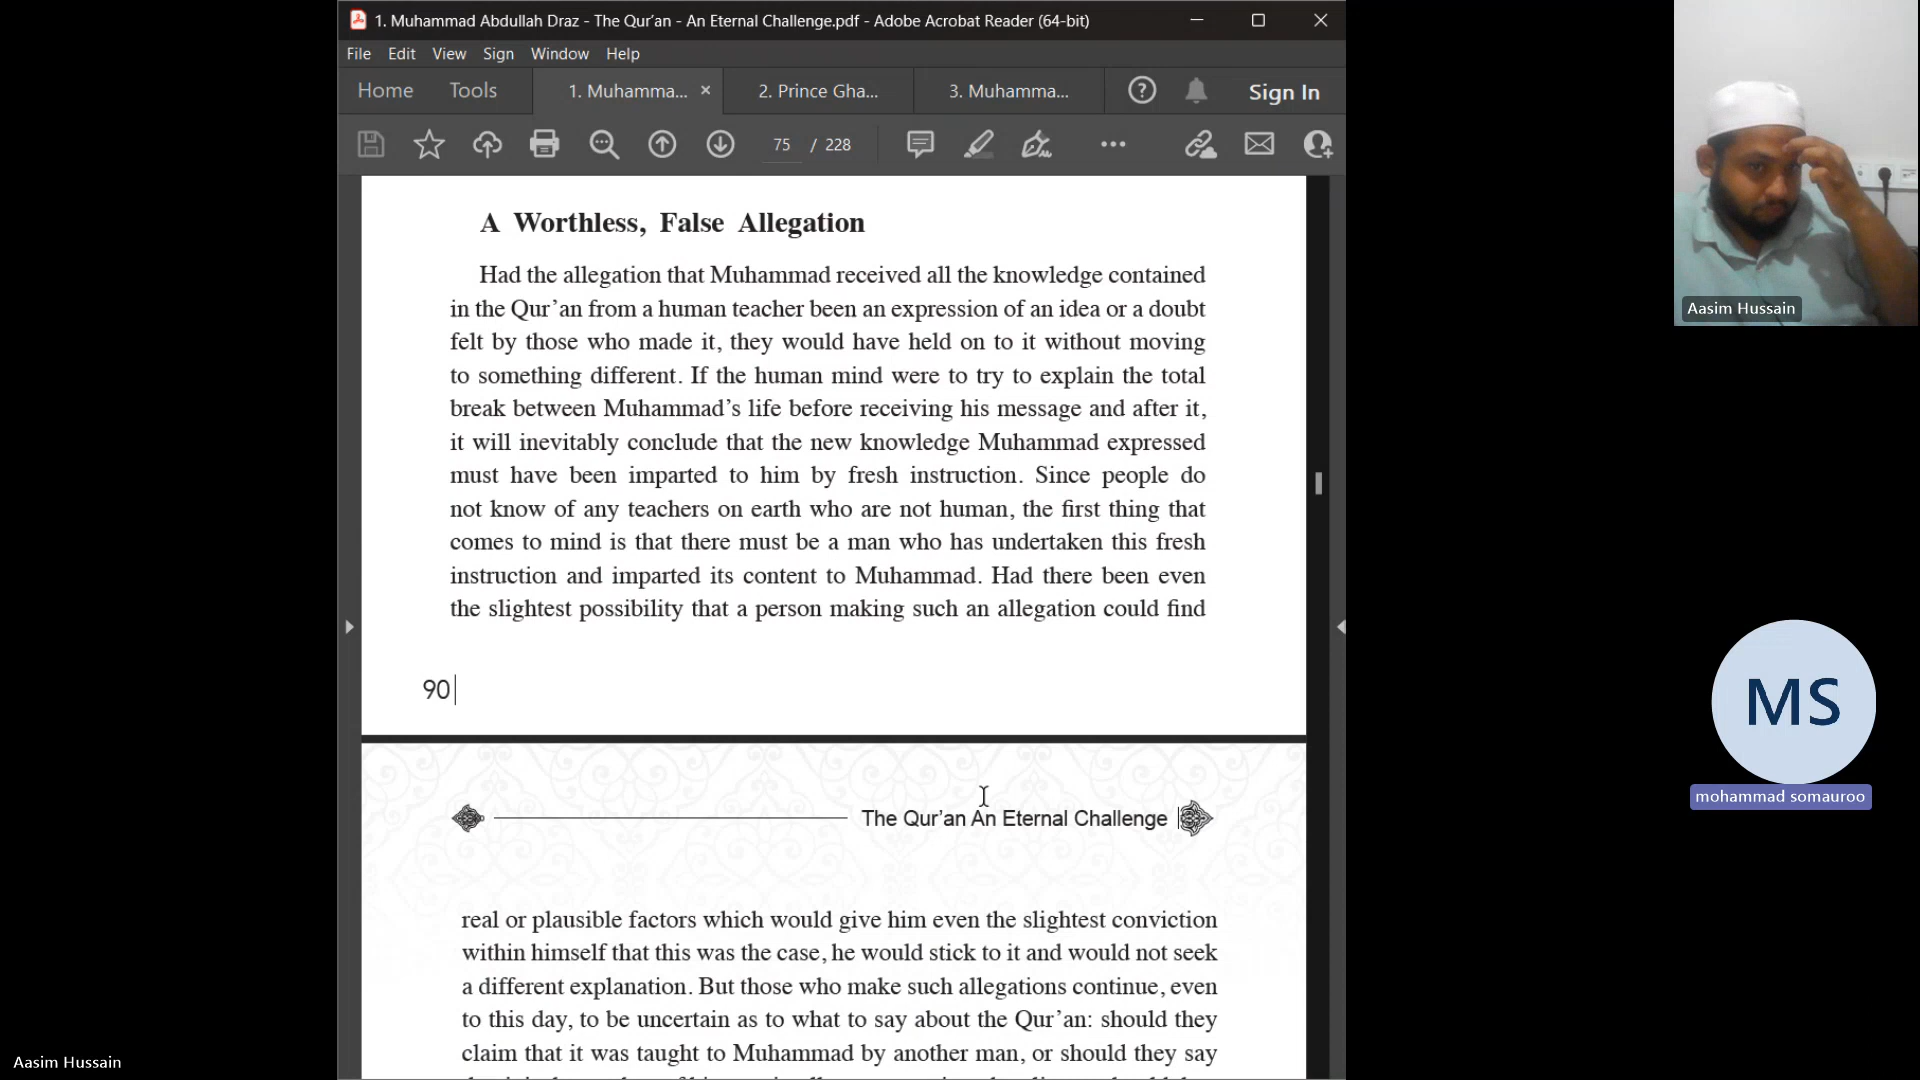 1. Muhammad Abdullah Draz - The Qur'an - An Eternal Challenge.pdf - Adobe Acrobat Reader (64-bit)
File Edit View Sign Window Help
Home Tools 1. Muhamma... × 2. Prince Gha... 3. Muhamma... Sign In
75 / 228
A Worthless, False Allegation
Had the allegation that Muhammad received all the knowledge contained
in the Qur'an from a human teacher been an expression of an idea or a doubt
felt by those who made it, they would have held on to it without moving
to something different. If the human mind were to try to explain the total
break between Muhammad's life before receiving his message and after it,
it will inevitably conclude that the new knowledge Muhammad expressed
must have been imparted to him by fresh instruction. Since people do
not know of any teachers on earth who are not human, the first thing that
comes to mind is that there must be a man who has undertaken this fresh
instruction and imparted its content to Muhammad. Had there been even
the slightest possibility that a person making such an allegation could find
90
The Qur'an An Eternal Challenge
real or plausible factors which would give him even the slightest conviction
within himself that this was the case, he would stick to it and would not seek
a different explanation. But those who make such allegations continue, even
to this day, to be uncertain as to what to say about the Qur'an: should they
claim that it was taught to Muhammad by another man, or should they say
Aasim Hussain
MS
mohammad somauroo
Aasim Hussain